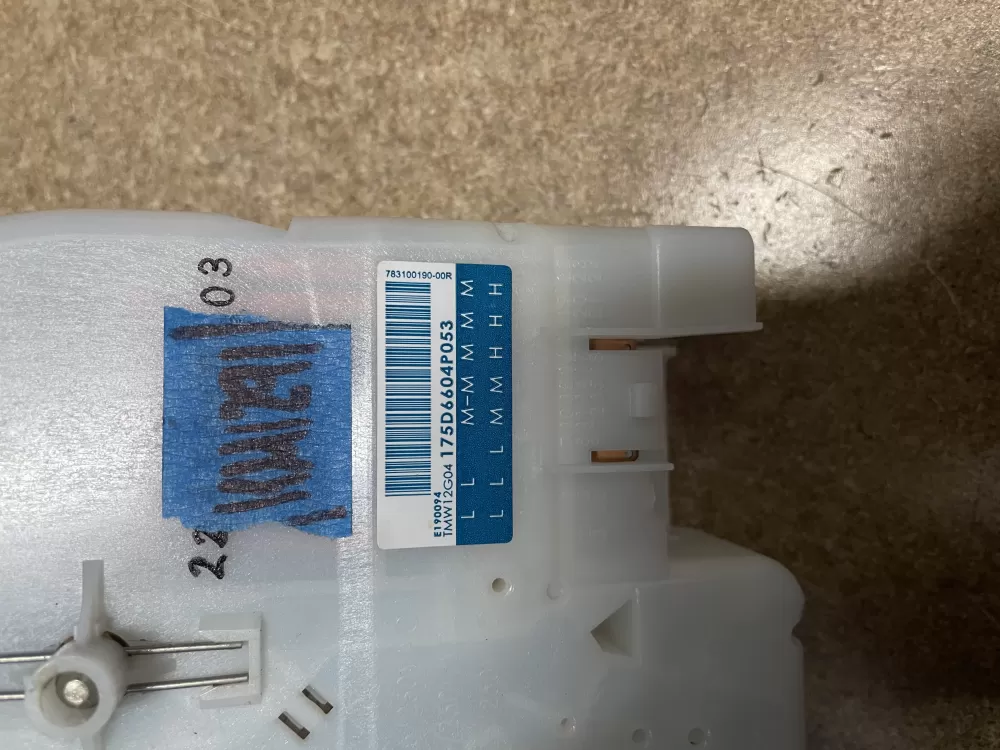 22 03
783100190-00R
E190094
TMW12G04 175D6604P053
L L M-M M M M
L L L M M H H H